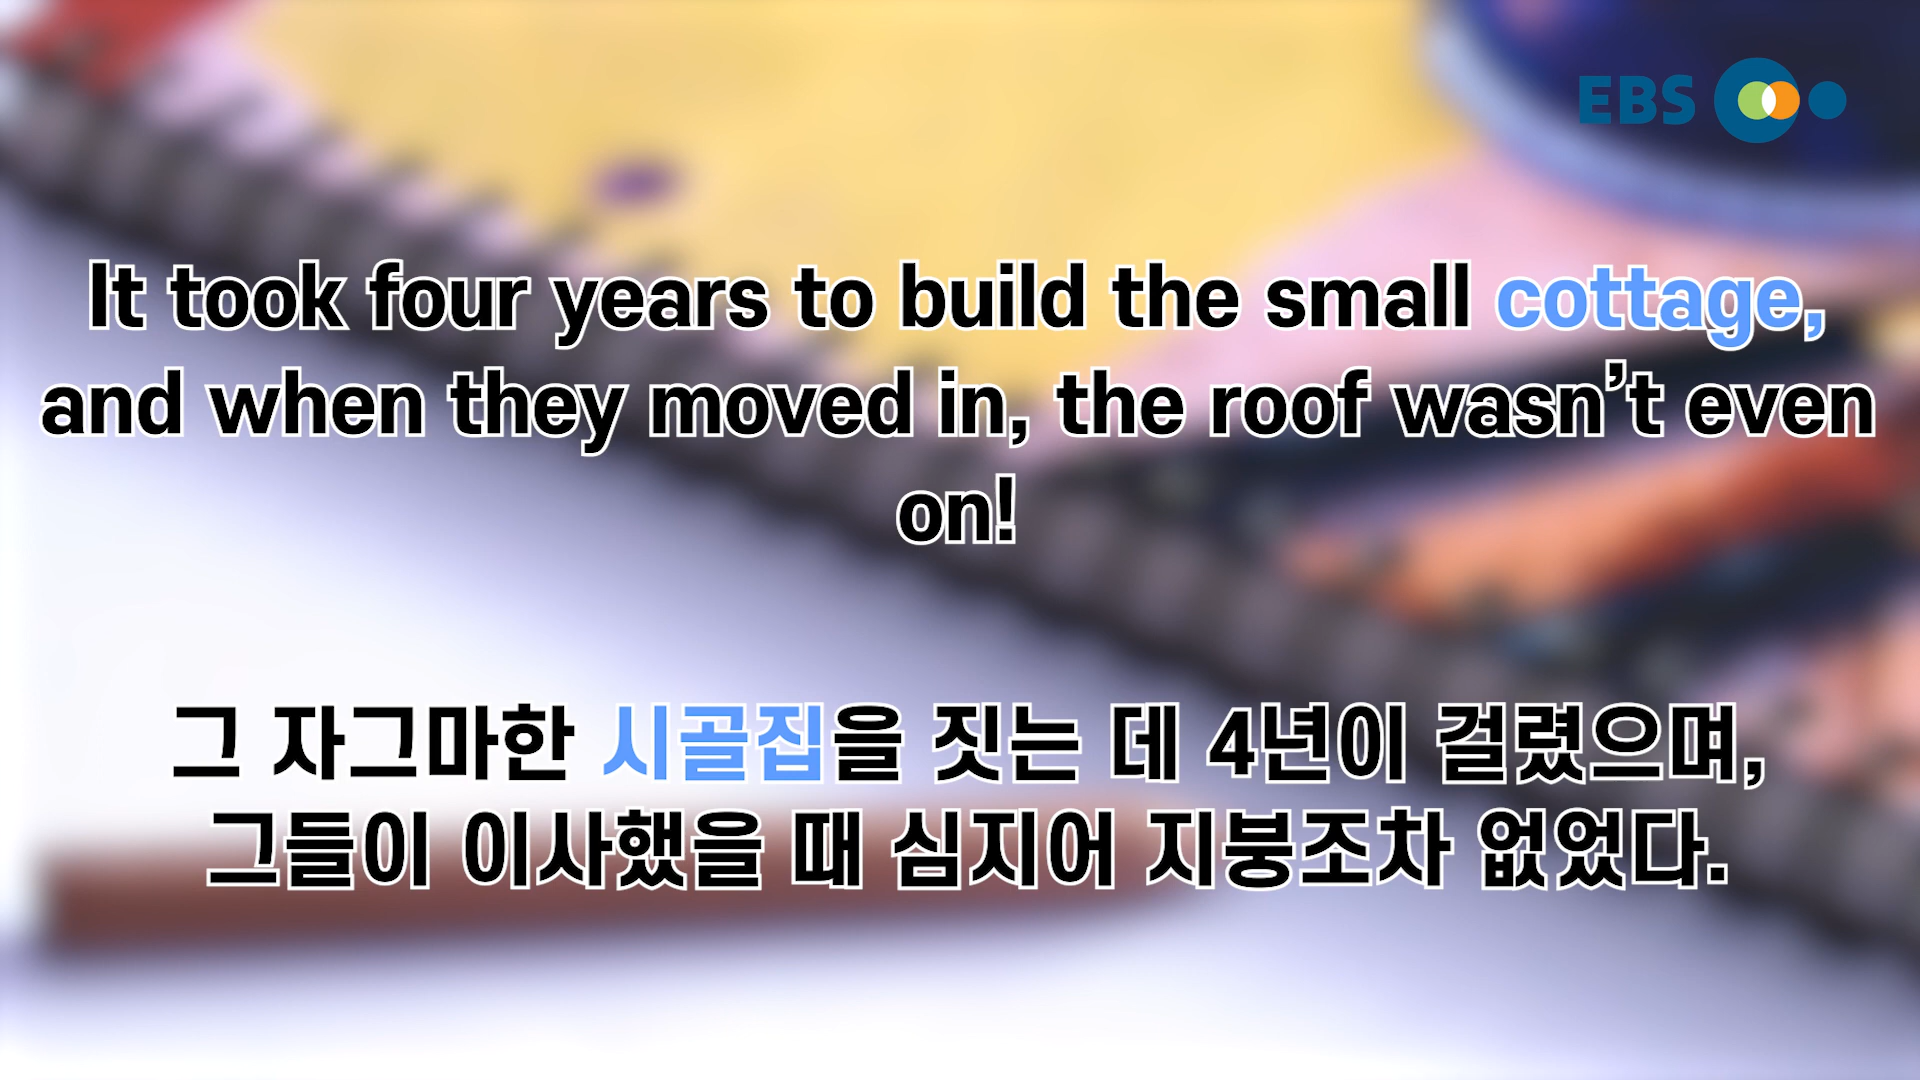 EBS
It took four years to build the small cottage,
and when they moved in, the roof wasn’t even
on!
그 자그마한 시골집을 짓는 데 4년이 걸렸으며,
그들이 이사했을 때 심지어 지붕조차 없었다.